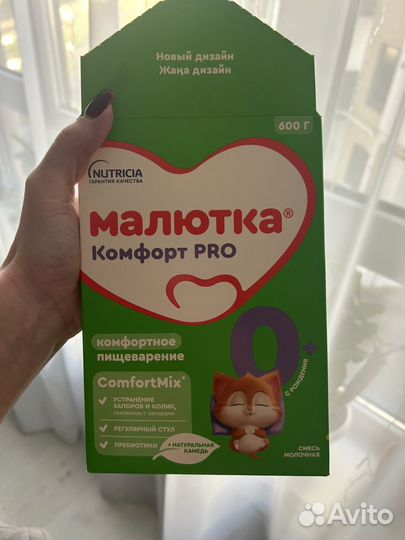 Новый дизайн
Жаңа дизайн
600 Г
NUTRICIA
ГАРАНТИЯ КАЧЕСТВА
МАЛЮТКА®
Комфорт PRO
комфортное
пищеварение
ComfortMix*
УСТРАНЕНИЕ
ЗАПОРОВ И КОЛИК,
связанных с запорами
РЕГУЛЯРНЫЙ СТУЛ
ПРЕБИОТИКИ
+ НАТУРАЛЬНАЯ
КАМЕДЬ
0+
С РОЖДЕНИЯ
СМЕСЬ
МОЛОЧНАЯ
Avito